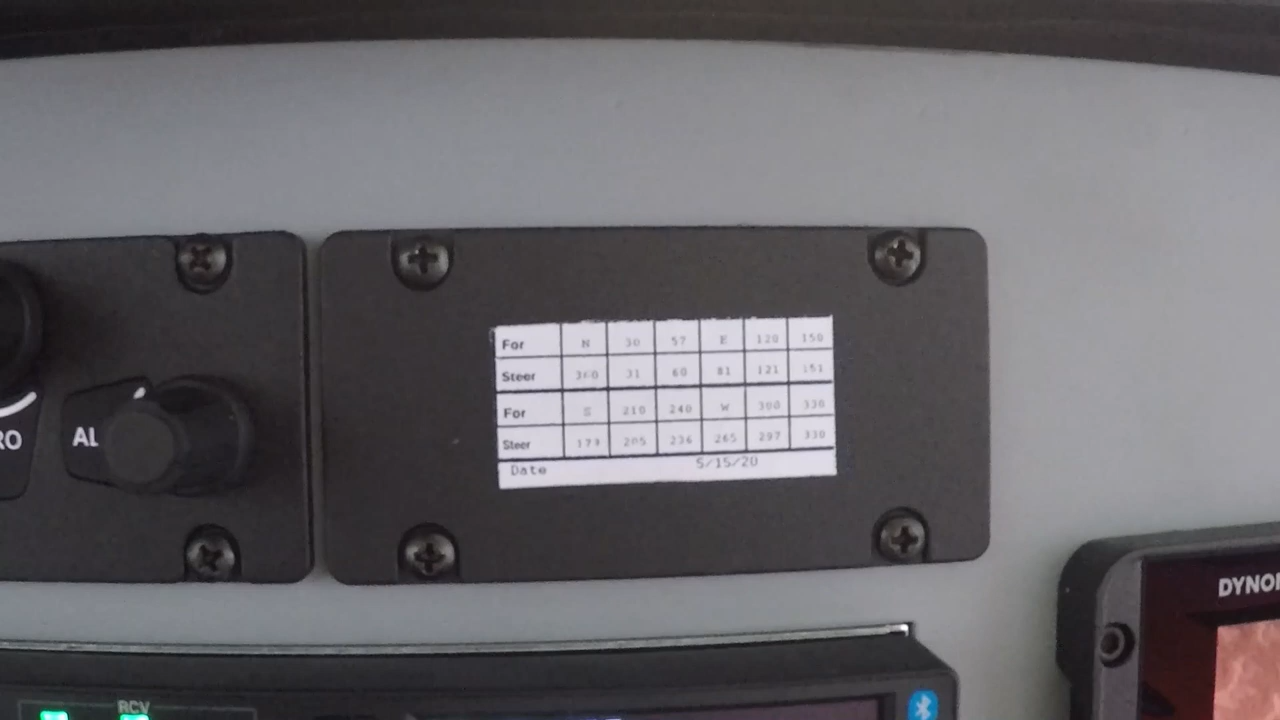 For N 30 57 E 120 150
Steer 360 31 60 81 121 151
For S 210 240 W 300 330
Steer 173 205 236 265 297 330
Date 5/15/20
RO
AL
DYNO
RCV